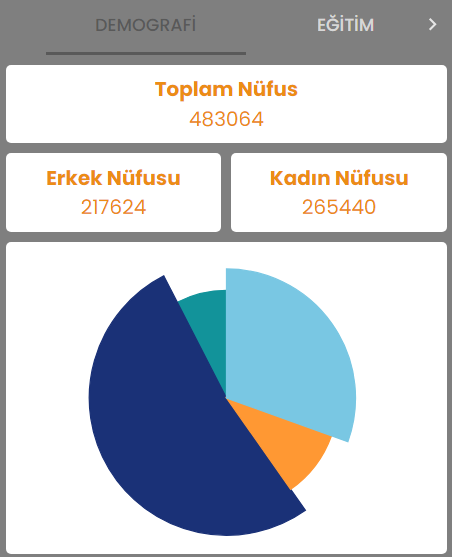 DEMOGRAFİ
EĞİTİM
Toplam Nüfus
483064
Erkek Nüfusu
217624
Kadın Nüfusu
265440